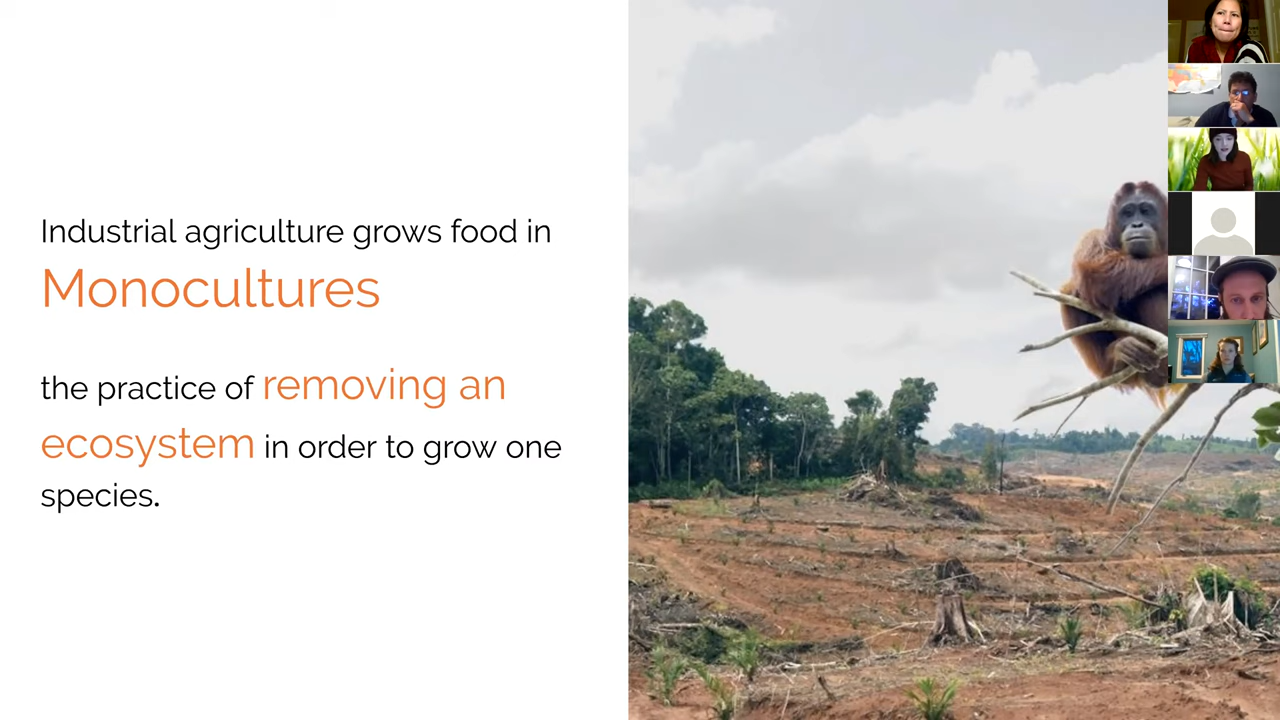 Industrial agriculture grows food in
Monocultures
the practice of removing an
ecosystem in order to grow one
species.